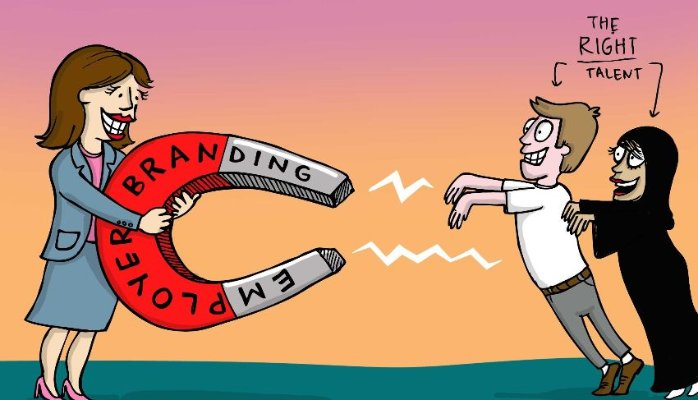 THE
RIGHT
TALENT
EMPLOYER BRANDING